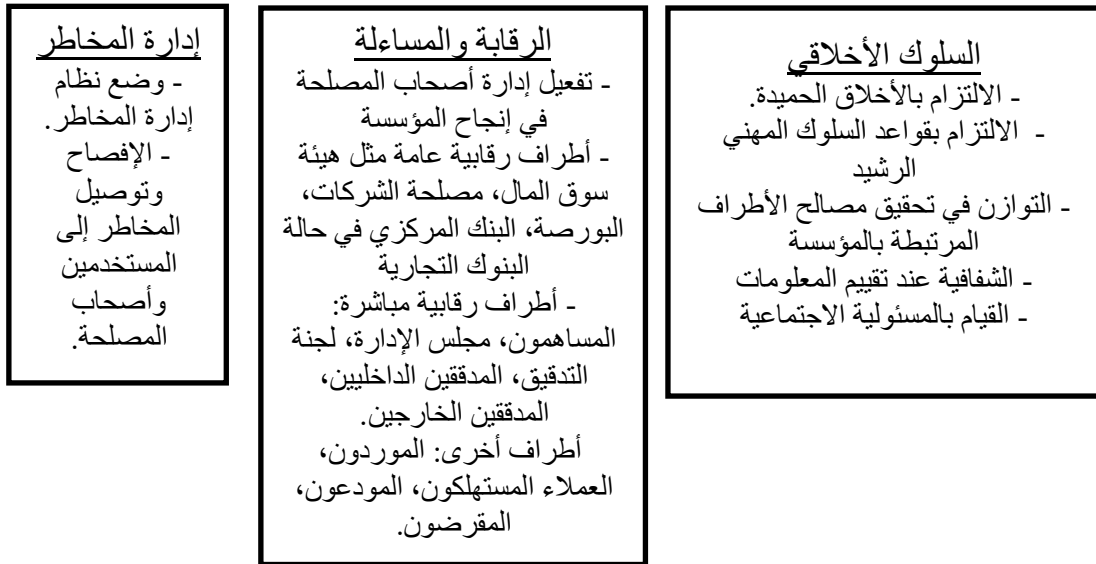 السلوك الأخلاقي
- الالتزام بالأخلاق الحميدة.
- الالتزام بقواعد السلوك المهني
الرشيد
- التوازن في تحقيق مصالح الأطراف
المرتبطة بالمؤسسة
- الشفافية عند تقييم المعلومات
- القيام بالمسئولية الاجتماعية
الرقابة والمساءلة
- تفعيل إدارة أصحاب المصلحة
في إنجاح المؤسسة
- أطراف رقابية عامة مثل هيئة
سوق المال، مصلحة الشركات،
البورصة، البنك المركزي في حالة
البنوك التجارية
- أطراف رقابية مباشرة:
المساهمون، مجلس الإدارة، لجنة
التدقيق، المدققين الداخليين،
المدققين الخارجين.
أطراف أخرى: الموردون،
العملاء المستهلكون، المودعون،
المقرضون.
إدارة المخاطر
- وضع نظام
إدارة المخاطر.
- الإفصاح
وتوصيل
المخاطر إلى
المستخدمين
وأصحاب
المصلحة.